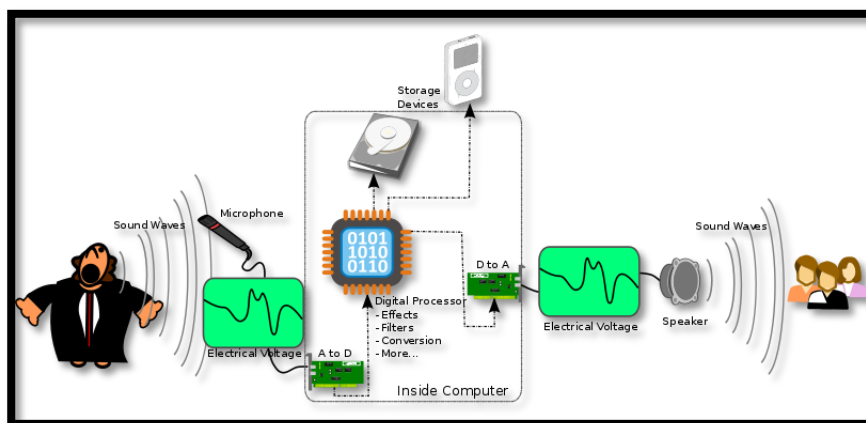 Storage
Devices
Sound Waves
Microphone
0101
1010
0110
Digital Processor
- Effects
- Filters
- Conversion
- More...
Electrical Voltage
A to D
Inside Computer
D to A
Electrical Voltage
Speaker
Sound Waves